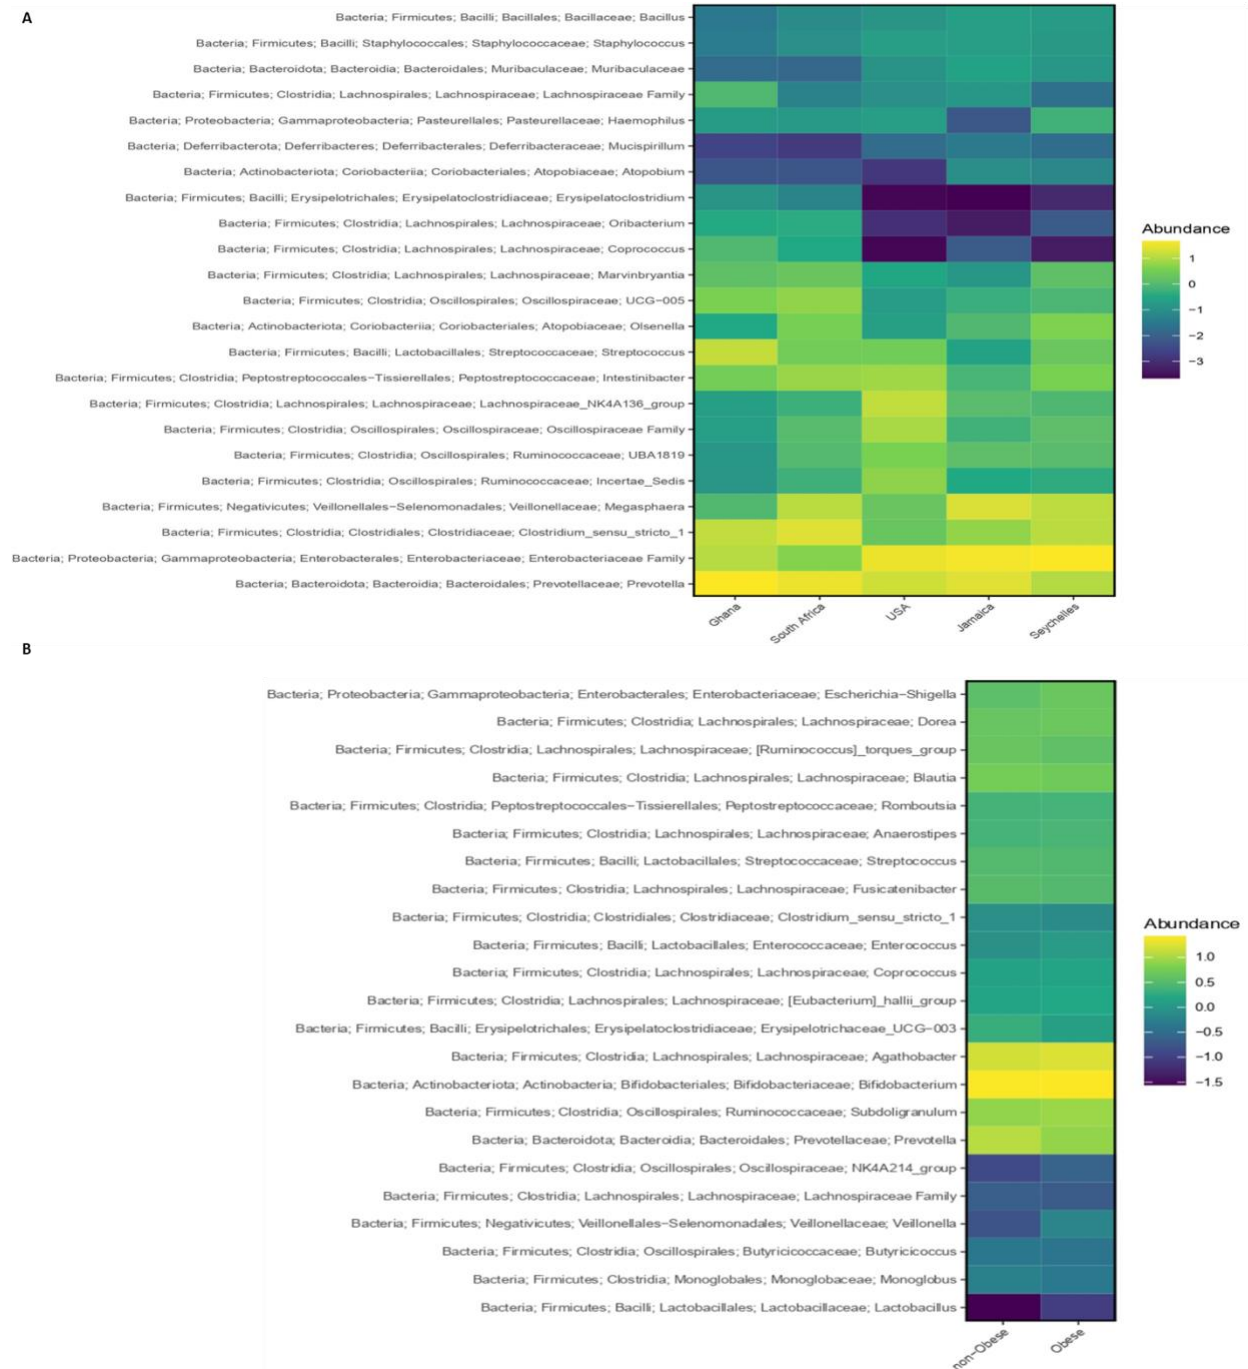 A
Bacteria; Firmicutes; Bacilli; Bacillales; Bacillaceae; Bacillus
Bacteria; Firmicutes; Bacilli; Staphylococcales; Staphylococcaceae; Staphylococcus
Bacteria; Bacteroidota; Bacteroidia; Bacteroidales; Muribaculaceae; Muribaculaceae
Bacteria; Firmicutes; Clostridia; Lachnospirales; Lachnospiraceae; Lachnospiraceae Family
Bacteria; Proteobacteria; Gammaproteobacteria; Pasteurellales; Pasteurellaceae; Haemophilus
Bacteria; Deferribacterota; Deferribacteres; Deferribacterales; Deferribacteraceae; Mucispirillum
Bacteria; Actinobacteriota; Coriobacteriia; Coriobacteriales; Atopobiaceae; Atopobium
Bacteria; Firmicutes; Bacilli; Erysipelotrichales; Erysipelatoclostridiaceae; Erysipelatoclostridium
Bacteria; Firmicutes; Clostridia; Lachnospirales; Lachnospiraceae; Oribacterium
Bacteria; Firmicutes; Clostridia; Lachnospirales; Lachnospiraceae; Coprococcus
Bacteria; Firmicutes; Clostridia; Lachnospirales; Lachnospiraceae; Marvinbryantia
Bacteria; Firmicutes; Clostridia; Oscillospirales; Oscillospiraceae; UCG−005
Bacteria; Actinobacteriota; Coriobacteriia; Coriobacteriales; Atopobiaceae; Olsenella
Bacteria; Firmicutes; Bacilli; Lactobacillales; Streptococcaceae; Streptococcus
Bacteria; Firmicutes; Clostridia; Peptostreptococcales−Tissierellales; Peptostreptococcaceae; Intestinibacter
Bacteria; Firmicutes; Clostridia; Lachnospirales; Lachnospiraceae; Lachnospiraceae_NK4A136_group
Bacteria; Firmicutes; Clostridia; Oscillospirales; Oscillospiraceae; Oscillospiraceae Family
Bacteria; Firmicutes; Clostridia; Oscillospirales; Ruminococcaceae; UBA1819
Bacteria; Firmicutes; Clostridia; Oscillospirales; Ruminococcaceae; Incertae_Sedis
Bacteria; Firmicutes; Negativicutes; Veillonellales−Selenomonadales; Veillonellaceae; Megasphaera
Bacteria; Firmicutes; Clostridia; Clostridiales; Clostridiaceae; Clostridium_sensu_stricto_1
Bacteria; Proteobacteria; Gammaproteobacteria; Enterobacterales; Enterobacteriaceae; Enterobacteriaceae Family
Bacteria; Bacteroidota; Bacteroidia; Bacteroidales; Prevotellaceae; Prevotella
Ghana
South Africa
USA
Jamaica
Seychelles
Abundance
1
0
−1
−2
−3
B
Bacteria; Proteobacteria; Gammaproteobacteria; Enterobacterales; Enterobacteriaceae; Escherichia−Shigella
Bacteria; Firmicutes; Clostridia; Lachnospirales; Lachnospiraceae; Dorea
Bacteria; Firmicutes; Clostridia; Lachnospirales; Lachnospiraceae; [Ruminococcus]_torques_group
Bacteria; Firmicutes; Clostridia; Lachnospirales; Lachnospiraceae; Blautia
Bacteria; Firmicutes; Clostridia; Peptostreptococcales−Tissierellales; Peptostreptococcaceae; Romboutsia
Bacteria; Firmicutes; Clostridia; Lachnospirales; Lachnospiraceae; Anaerostipes
Bacteria; Firmicutes; Bacilli; Lactobacillales; Streptococcaceae; Streptococcus
Bacteria; Firmicutes; Clostridia; Lachnospirales; Lachnospiraceae; Fusicatenibacter
Bacteria; Firmicutes; Clostridia; Clostridiales; Clostridiaceae; Clostridium_sensu_stricto_1
Bacteria; Firmicutes; Bacilli; Lactobacillales; Enterococcaceae; Enterococcus
Bacteria; Firmicutes; Clostridia; Lachnospirales; Lachnospiraceae; Coprococcus
Bacteria; Firmicutes; Clostridia; Lachnospirales; Lachnospiraceae; [Eubacterium]_hallii_group
Bacteria; Firmicutes; Bacilli; Erysipelotrichales; Erysipelatoclostridiaceae; Erysipelotrichaceae_UCG−003
Bacteria; Firmicutes; Clostridia; Lachnospirales; Lachnospiraceae; Agathobacter
Bacteria; Actinobacteriota; Actinobacteria; Bifidobacteriales; Bifidobacteriaceae; Bifidobacterium
Bacteria; Firmicutes; Clostridia; Oscillospirales; Ruminococcaceae; Subdoligranulum
Bacteria; Bacteroidota; Bacteroidia; Bacteroidales; Prevotellaceae; Prevotella
Bacteria; Firmicutes; Clostridia; Oscillospirales; Oscillospiraceae; NK4A214_group
Bacteria; Firmicutes; Clostridia; Lachnospirales; Lachnospiraceae; Lachnospiraceae Family
Bacteria; Firmicutes; Negativicutes; Veillonellales−Selenomonadales; Veillonellaceae; Veillonella
Bacteria; Firmicutes; Clostridia; Oscillospirales; Butyricicoccaceae; Butyricicoccus
Bacteria; Firmicutes; Clostridia; Monoglobales; Monoglobaceae; Monoglobus
Bacteria; Firmicutes; Bacilli; Lactobacillales; Lactobacillaceae; Lactobacillus
non−Obese
Obese
Abundance
1.0
0.5
0.0
−0.5
−1.0
−1.5